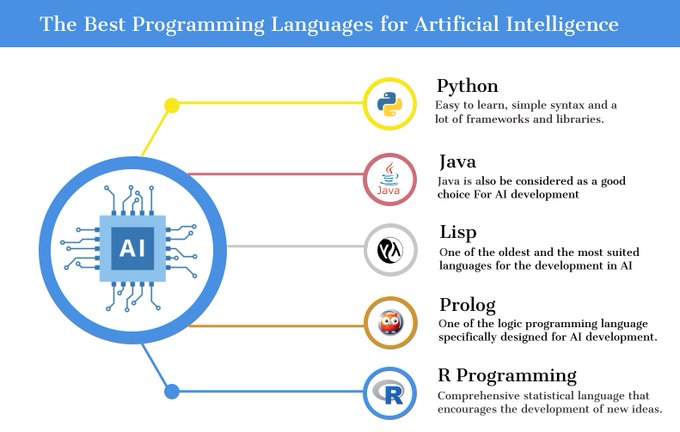 The Best Programming Languages for Artificial Intelligence
AI
Python
Easy to learn, simple syntax and a
lot of frameworks and libraries.
Java
Java
Java is also be considered as a good
choice For AI development
Lisp
One of the oldest and the most suited
languages for the development in AI
Prolog
One of the logic programming language
specifically designed for AI development.
R
R Programming
Comprehensive statistical language that
encourages the development of new ideas.